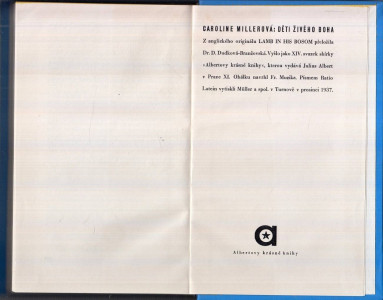 CAROLINE MILLEROVÁ: DĚTI ŽIVÉHO BOHA
Z anglického originálu LAMB IN HIS BOSOM přeložila
Dr. D. Dudková-Brandovská. Vyšlo jako XIV. svazek sbírky
»Albertovy krásné knihy«, kterou vydává Julius Albert
v Praze XI. Obálku navrhl Fr. Muzika. Písmem Ratio
Latein vytiskli Müller a spol. v Turnově v prosinci 1937.
a
Albertovy krásné knihy